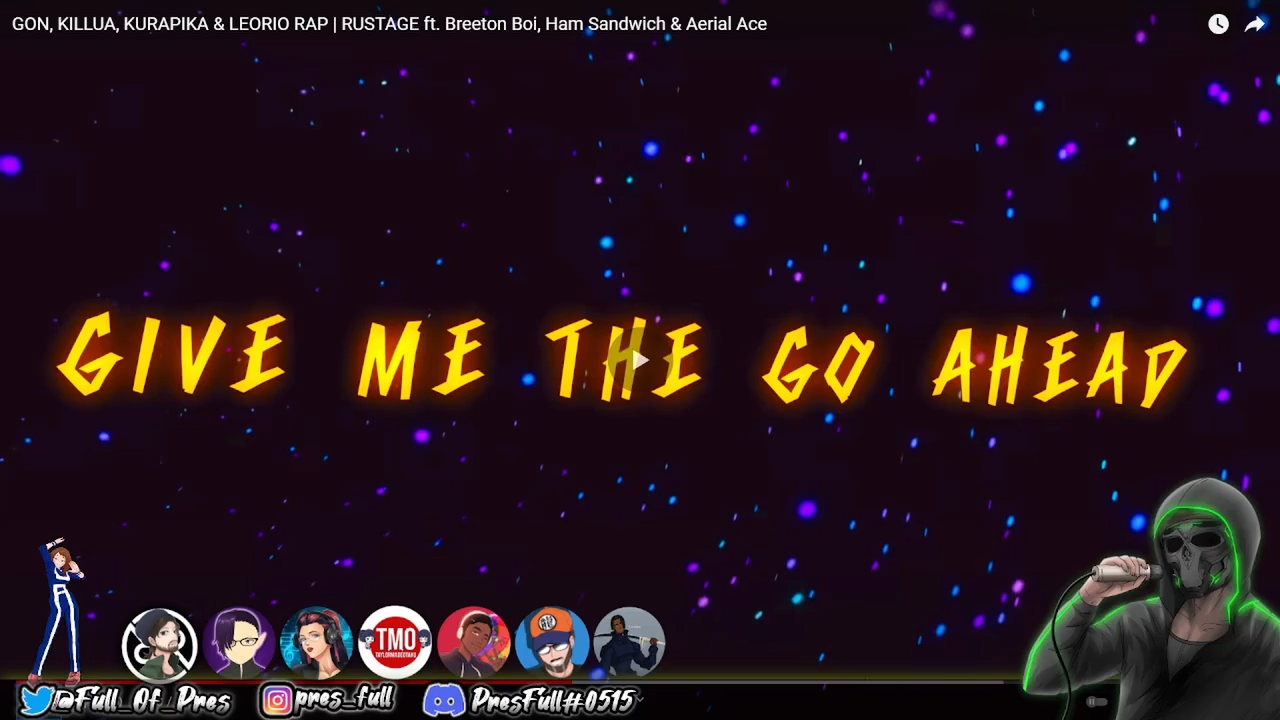 GON, KILLUA, KURAPIKA & LEORIO RAP | RUSTAGE ft. Breeton Boi, Ham Sandwich & Aerial Ace
GIVE ME THE GO AHEAD
TMO
TAYLORMADEOTAKU
@Full_Of_Pres pres_full PresFull#0515